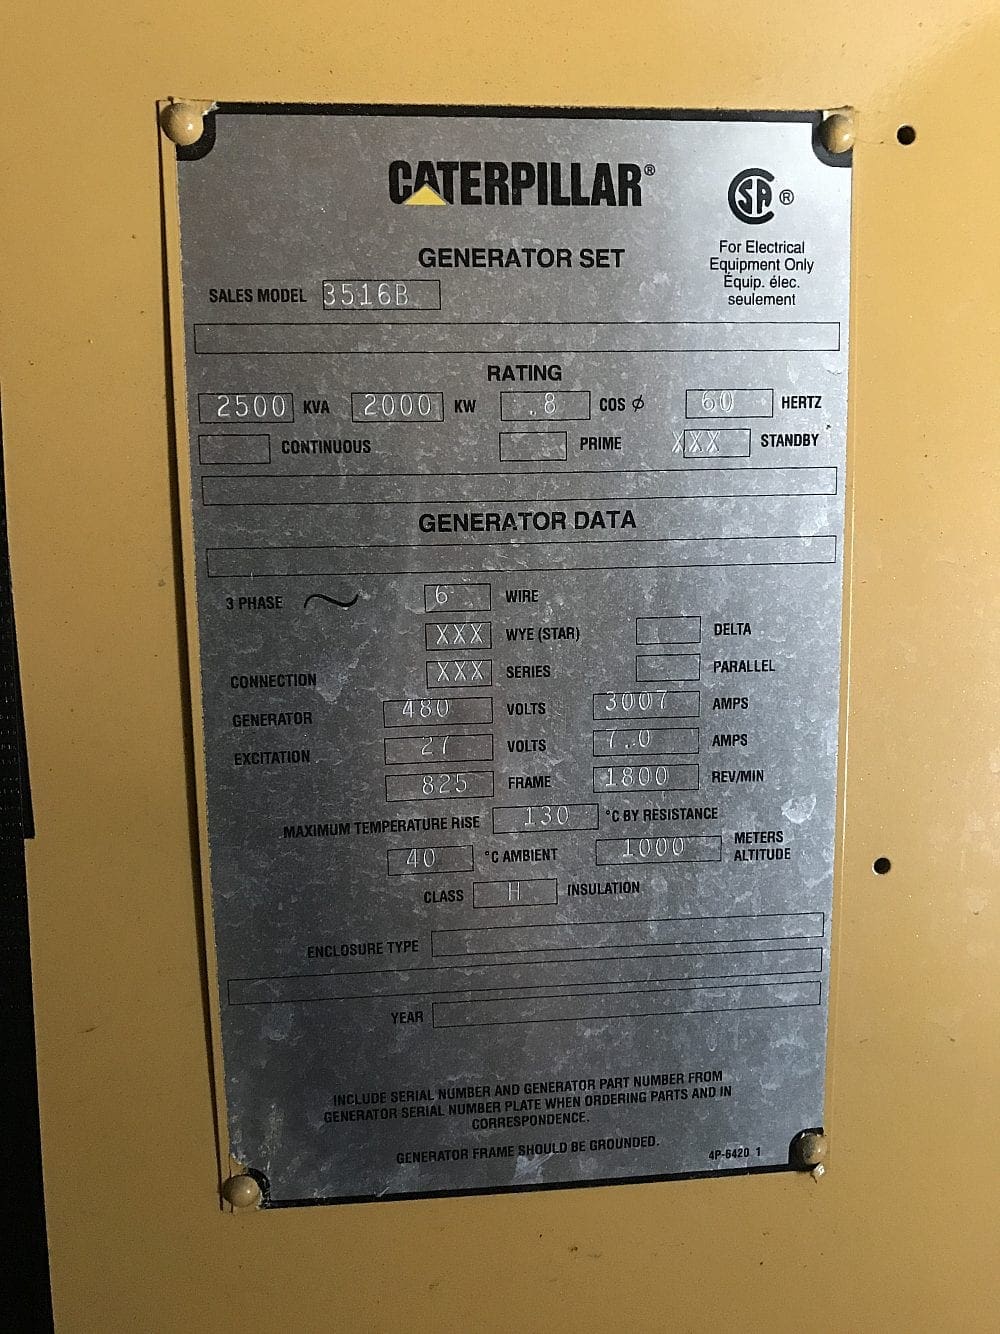 CATERPILLAR®
GENERATOR SET
SA ®
For Electrical
Equipment Only
Équip. élec.
seulement
SALES MODEL 3516B
RATING
2500 KVA 2000 KW .8 COS ø 60 HERTZ
CONTINUOUS PRIME XXX STANDBY
GENERATOR DATA
3 PHASE 6 WIRE
XXX WYE (STAR) DELTA
CONNECTION XXX SERIES PARALLEL
GENERATOR 480 VOLTS 3007 AMPS
EXCITATION 27 VOLTS 7.0 AMPS
825 FRAME 1800 REV/MIN
MAXIMUM TEMPERATURE RISE 130 °C BY RESISTANCE
40 °C AMBIENT 1000 METERS ALTITUDE
CLASS H INSULATION
ENCLOSURE TYPE
YEAR
INCLUDE SERIAL NUMBER AND GENERATOR PART NUMBER FROM
GENERATOR SERIAL NUMBER PLATE WHEN ORDERING PARTS AND IN
CORRESPONDENCE.
GENERATOR FRAME SHOULD BE GROUNDED.
4P-6420 1